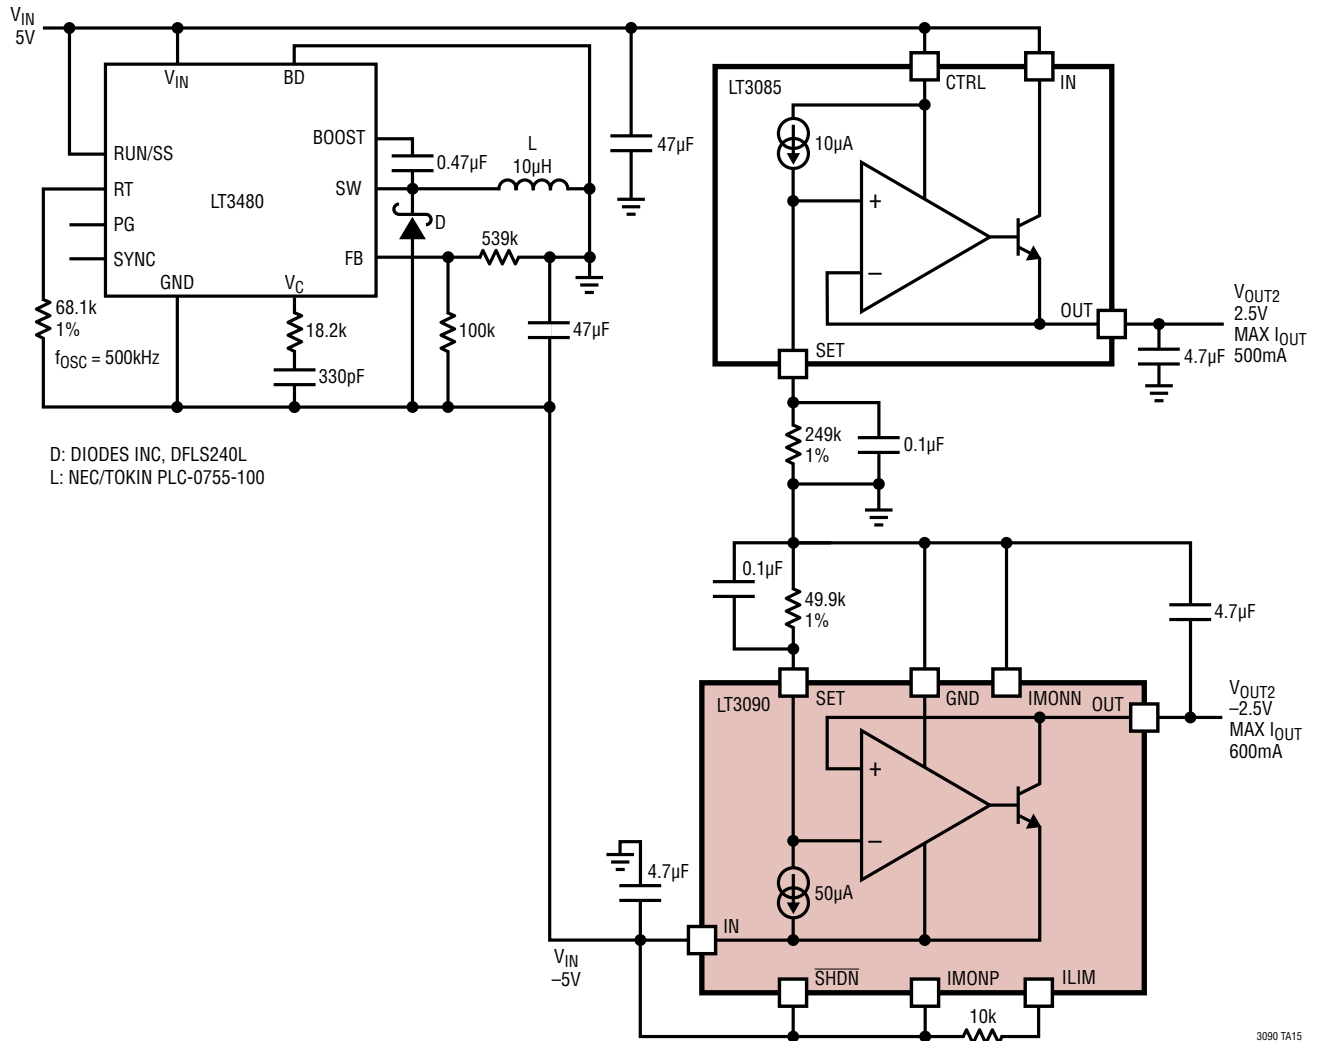 VIN
5V
VIN
BD
RUN/SS
RT
PG
SYNC
LT3480
BOOST
SW
FB
GND
VC
0.47µF
L
10µH
D
539k
47µF
68.1k
1%
fOSC = 500kHz
18.2k
330pF
100k
47µF
D: DIODES INC, DFLS240L
L: NEC/TOKIN PLC-0755-100
LT3085
CTRL
IN
10µA
+
–
OUT
SET
VOUT2
2.5V
MAX IOUT
500mA
4.7µF
249k
1%
0.1µF
0.1µF
49.9k
1%
4.7µF
LT3090
SET
GND
IMONN
OUT
VOUT2
–2.5V
MAX IOUT
600mA
+
–
50µA
4.7µF
IN
VIN
–5V
SHDN
IMONP
ILIM
10k
3090 TA15